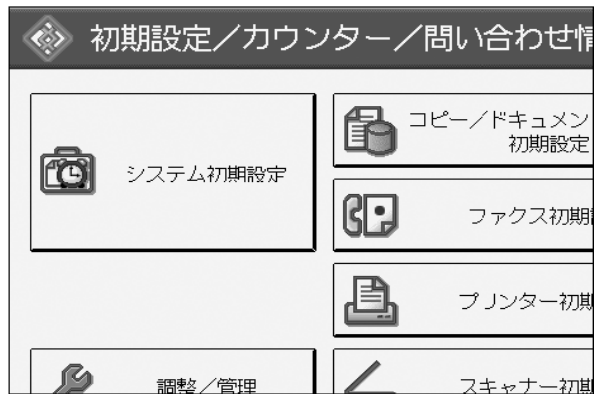 初期設定／カウンター／問い合わせ情
システム初期設定
コピー／ドキュメン
初期設定
ファクス初期
プリンター初期
調整／管理
スキャナー初期